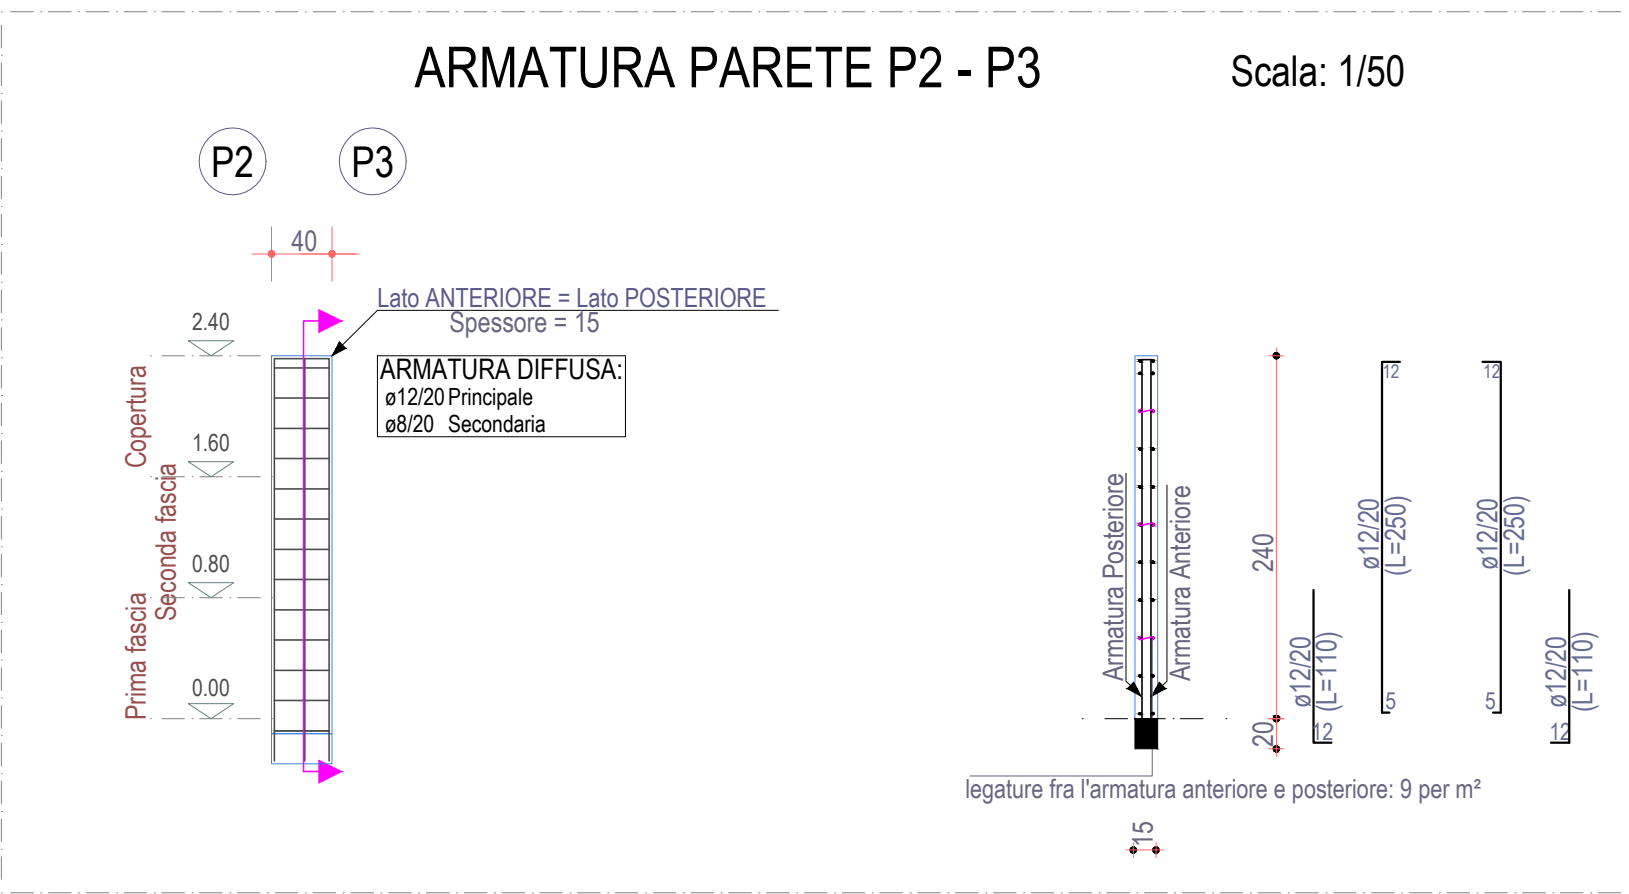 ARMATURA PARETE P2 - P3
Scala: 1/50
P2
P3
40
Lato ANTERIORE = Lato POSTERIORE
Spessore = 15
ARMATURA DIFFUSA:
ø12/20 Principale
ø8/20 Secondaria
2.40
1.60
0.80
0.00
Copertura
Seconda fascia
Prima fascia
Armatura Posteriore
Armatura Anteriore
240
20
15
legature fra l'armatura anteriore e posteriore: 9 per m²
ø12/20
(L=110)
12
12
ø12/20
(L=250)
5
12
ø12/20
(L=250)
5
ø12/20
(L=110)
12